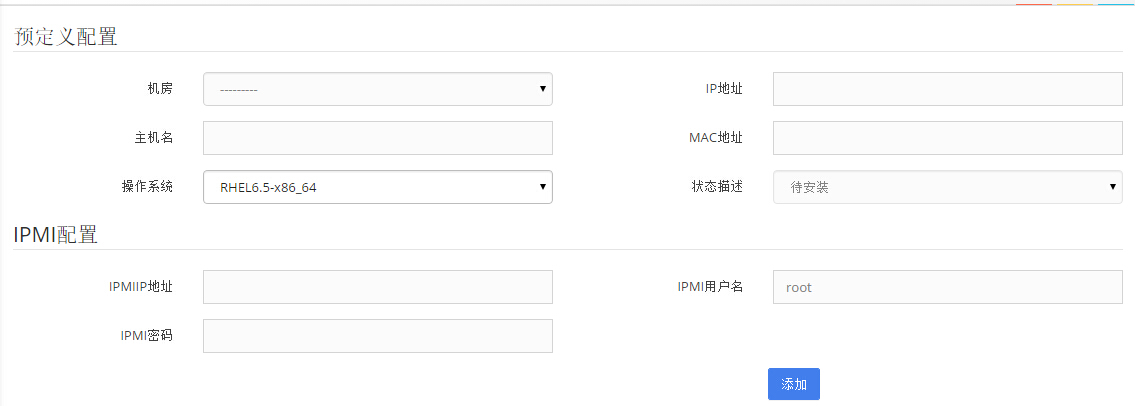 预定义配置
机房 --------- IP地址
主机名 MAC地址
操作系统 RHEL6.5-x86_64 状态描述 待安装
IPMI配置
IPMIIP地址 IPMI用户名 root
IPMI密码
添加